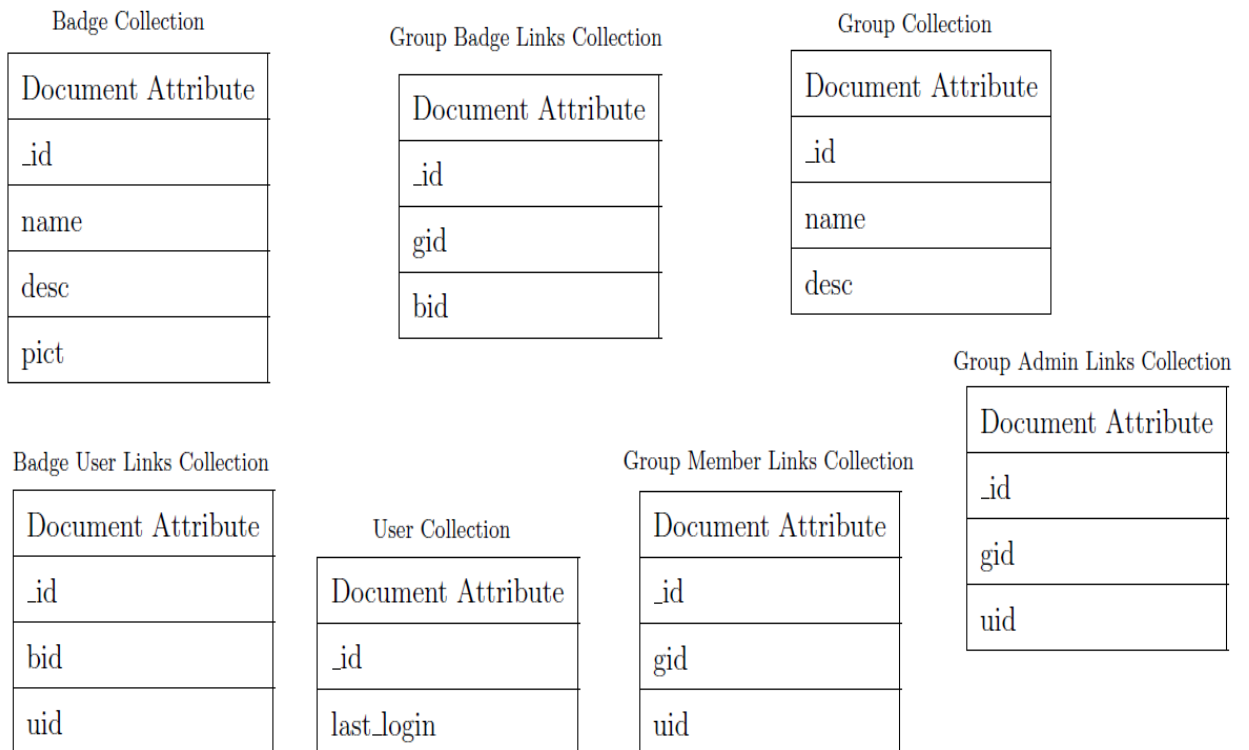 Badge Collection
Document Attribute
_id
name
desc
pict
Group Badge Links Collection
Document Attribute
_id
gid
bid
Group Collection
Document Attribute
_id
name
desc
Group Admin Links Collection
Document Attribute
_id
gid
uid
Badge User Links Collection
Document Attribute
_id
bid
uid
User Collection
Document Attribute
_id
last_login
Group Member Links Collection
Document Attribute
_id
gid
uid